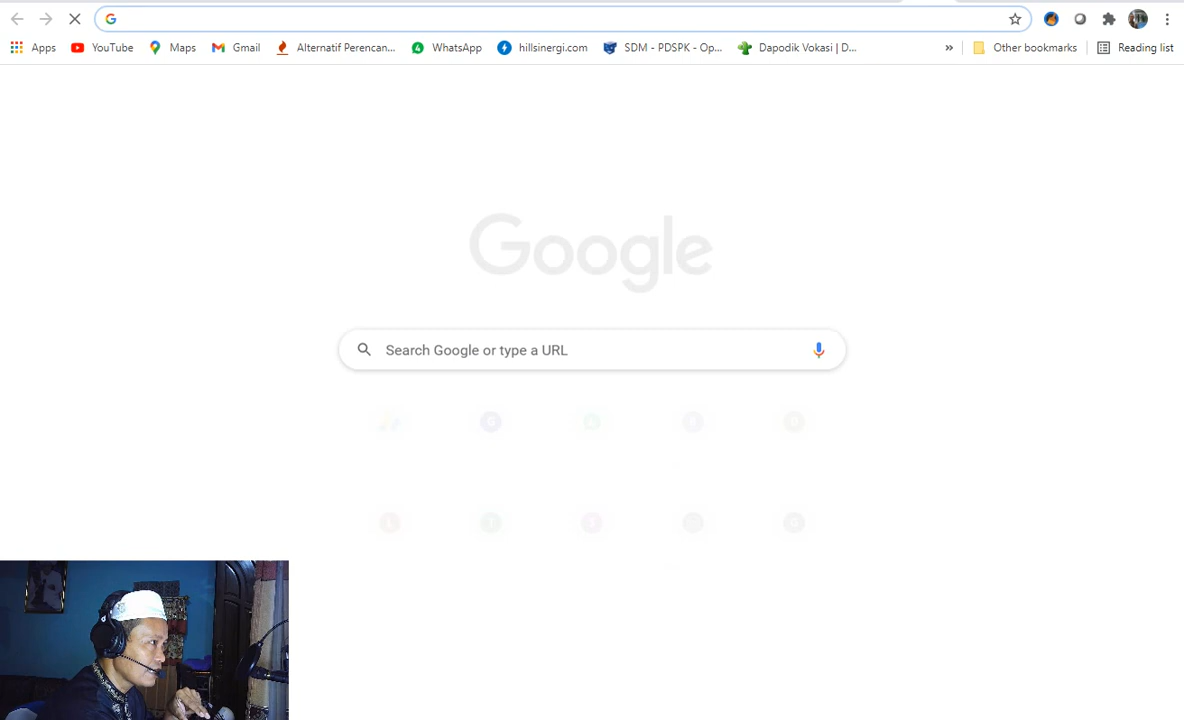 Apps YouTube Maps Gmail Alternatif Perencan... WhatsApp hillsinergi.com SDM - PDSPK - Op... Dapodik Vokasi | D... » Other bookmarks Reading list
Google
Search Google or type a URL